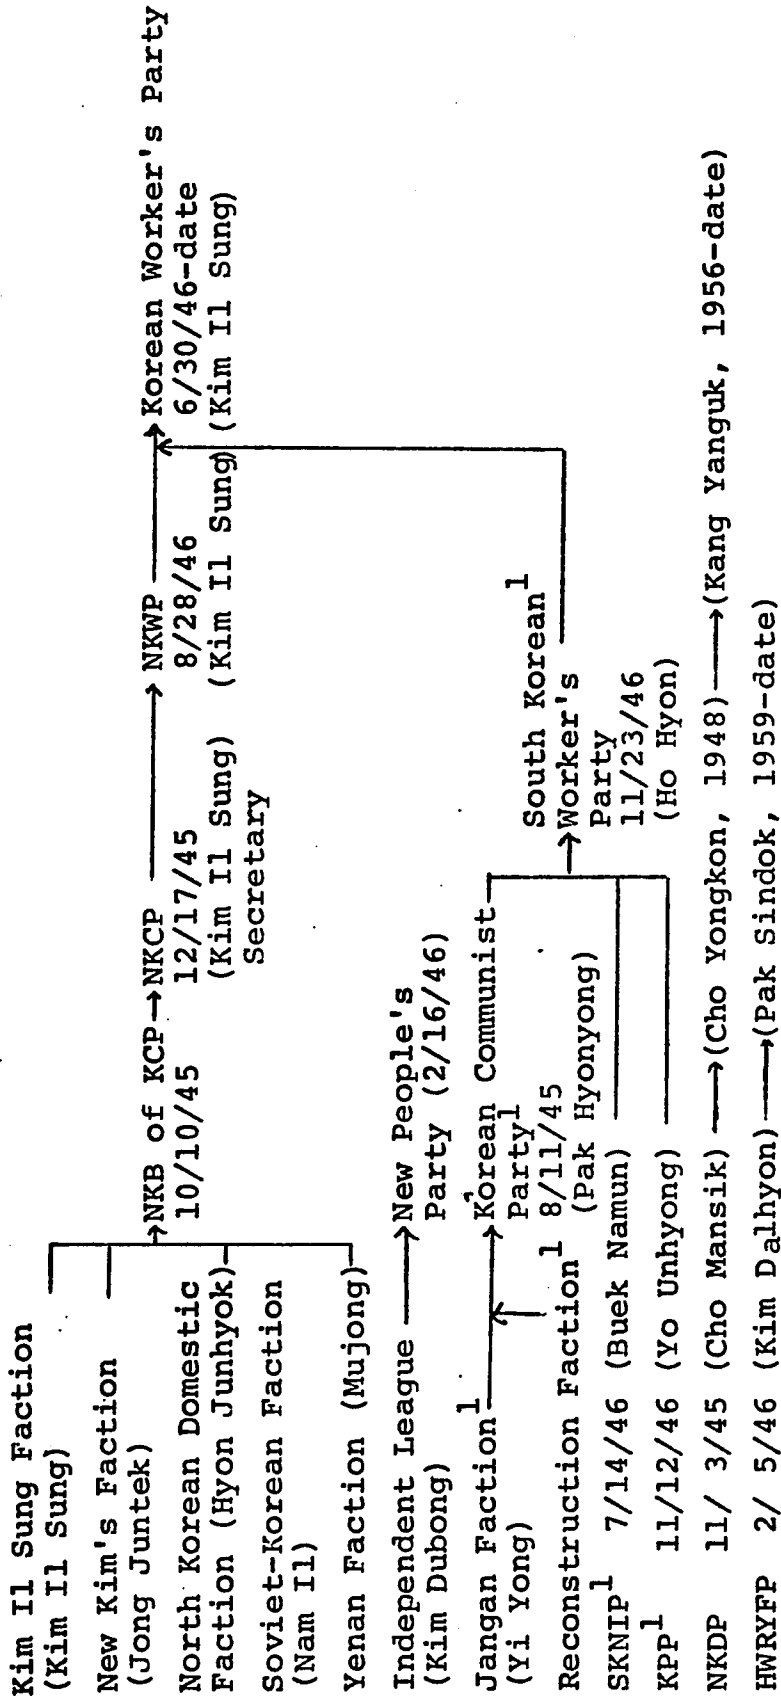 Kim Il Sung Faction
(Kim Il Sung)
New Kim's Faction
(Jong Juntek)
North Korean Domestic
Faction (Hyon Junhyok)
Soviet-Korean Faction
(Nam Il)
Yenan Faction (Mujong)
NKB of KCP→NKCP
10/10/45
12/17/45
(Kim Il Sung)
Secretary
NKWP
8/28/46
(Kim Il Sung)
Korean Worker's Party
6/30/46-date
(Kim Il Sung)
Independent League
(Kim Dubong)
New People's
Party (2/16/46)
Jangan Faction1
(Yi Yong)
Korean Communist
Party1
8/11/45
(Pak Hyonyong)
South Korean1
Worker's
Party
11/23/46
(Ho Hyon)
Reconstruction Faction1
SKNIP1 7/14/46 (Buek Namun)
KPP1 11/12/46 (Yo Unhyong)
NKDP 11/ 3/45 (Cho Mansik)→(Cho Yongkon, 1948)→(Kang Yanguk, 1956-date)
HWRYFP 2/ 5/46 (Kim Dalhyon)→(Pak Sindok, 1959-date)